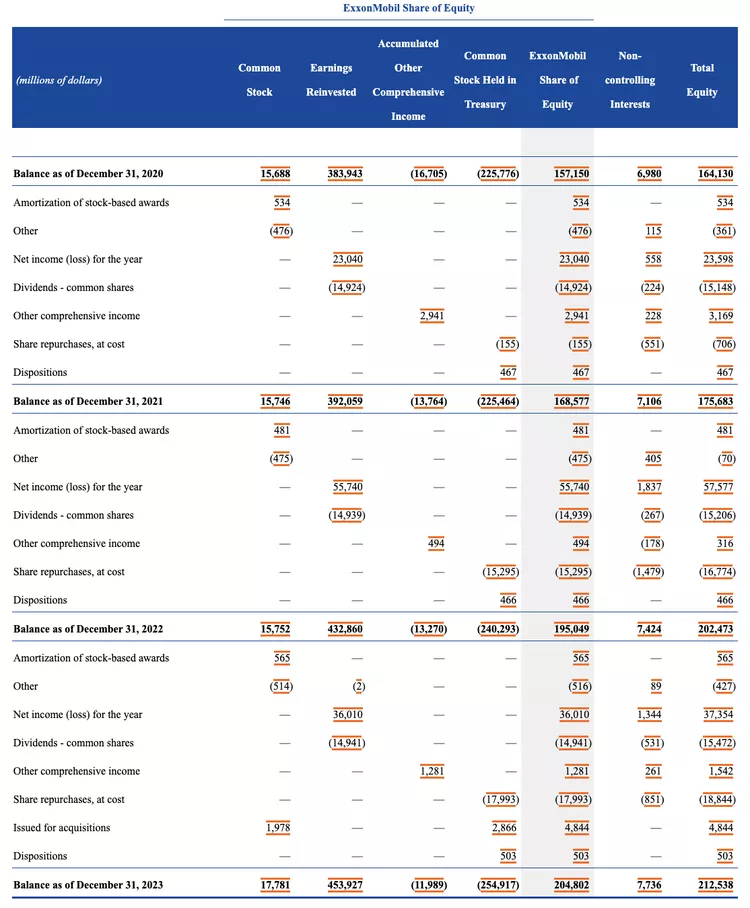 ExxonMobil Share of Equity
(millions of dollars) Common Stock Earnings Reinvested Accumulated Other Comprehensive Income Common Stock Held in Treasury ExxonMobil Share of Equity Non-controlling Interests Total Equity
Balance as of December 31, 2020 15,688 383,943 (16,705) (225,776) 157,150 6,980 164,130
Amortization of stock-based awards 534 — — — 534 — 534
Other (476) — — — (476) 115 (361)
Net income (loss) for the year — 23,040 — — 23,040 558 23,598
Dividends - common shares — (14,924) — — (14,924) (224) (15,148)
Other comprehensive income — — 2,941 — 2,941 228 3,169
Share repurchases, at cost — — — (155) (155) (551) (706)
Dispositions — — — 467 467 — 467
Balance as of December 31, 2021 15,746 392,059 (13,764) (225,464) 168,577 7,106 175,683
Amortization of stock-based awards 481 — — — 481 — 481
Other (475) — — — (475) 405 (70)
Net income (loss) for the year — 55,740 — — 55,740 1,837 57,577
Dividends - common shares — (14,939) — — (14,939) (267) (15,206)
Other comprehensive income — — 494 — 494 (178) 316
Share repurchases, at cost — — — (15,295) (15,295) (1,479) (16,774)
Dispositions — — — 466 466 — 466
Balance as of December 31, 2022 15,752 432,860 (13,270) (240,293) 195,049 7,424 202,473
Amortization of stock-based awards 565 — — — 565 — 565
Other (514) (2) — — (516) 89 (427)
Net income (loss) for the year — 36,010 — — 36,010 1,344 37,354
Dividends - common shares — (14,941) — — (14,941) (531) (15,472)
Other comprehensive income — — 1,281 — 1,281 261 1,542
Share repurchases, at cost — — — (17,993) (17,993) (851) (18,844)
Issued for acquisitions 1,978 — — 2,866 4,844 — 4,844
Dispositions — — — 503 503 — 503
Balance as of December 31, 2023 17,781 453,927 (11,989) (254,917) 204,802 7,736 212,538